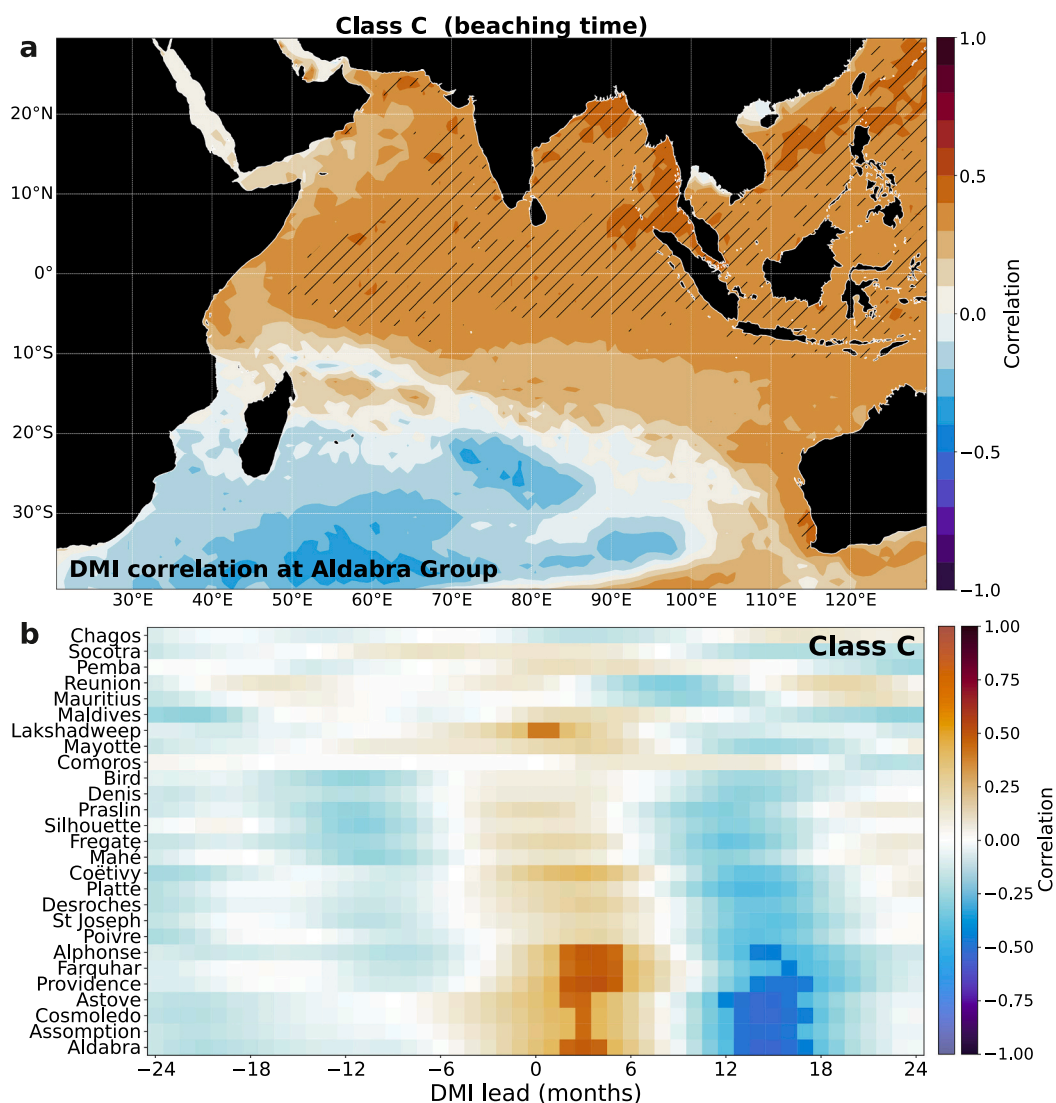 Class C  (beaching time)
a
20°N
10°N
0°
10°S
20°S
30°S
30°E 40°E 50°E 60°E 70°E 80°E 90°E 100°E 110°E 120°E
DMI correlation at Aldabra Group
1.0
0.5
0.0
−0.5
−1.0
Correlation
b
Class C
Chagos
Socotra
Pemba
Reunion
Mauritius
Maldives
Lakshadweep
Mayotte
Comoros
Bird
Denis
Praslin
Silhouette
Fregate
Mahé
Coëtivy
Platte
Desroches
St Joseph
Poivre
Alphonse
Farquhar
Providence
Astove
Cosmoledo
Assomption
Aldabra
−24 −18 −12 −6 0 6 12 18 24
DMI lead (months)
1.00
0.75
0.50
0.25
0.00
−0.25
−0.50
−0.75
−1.00
Correlation